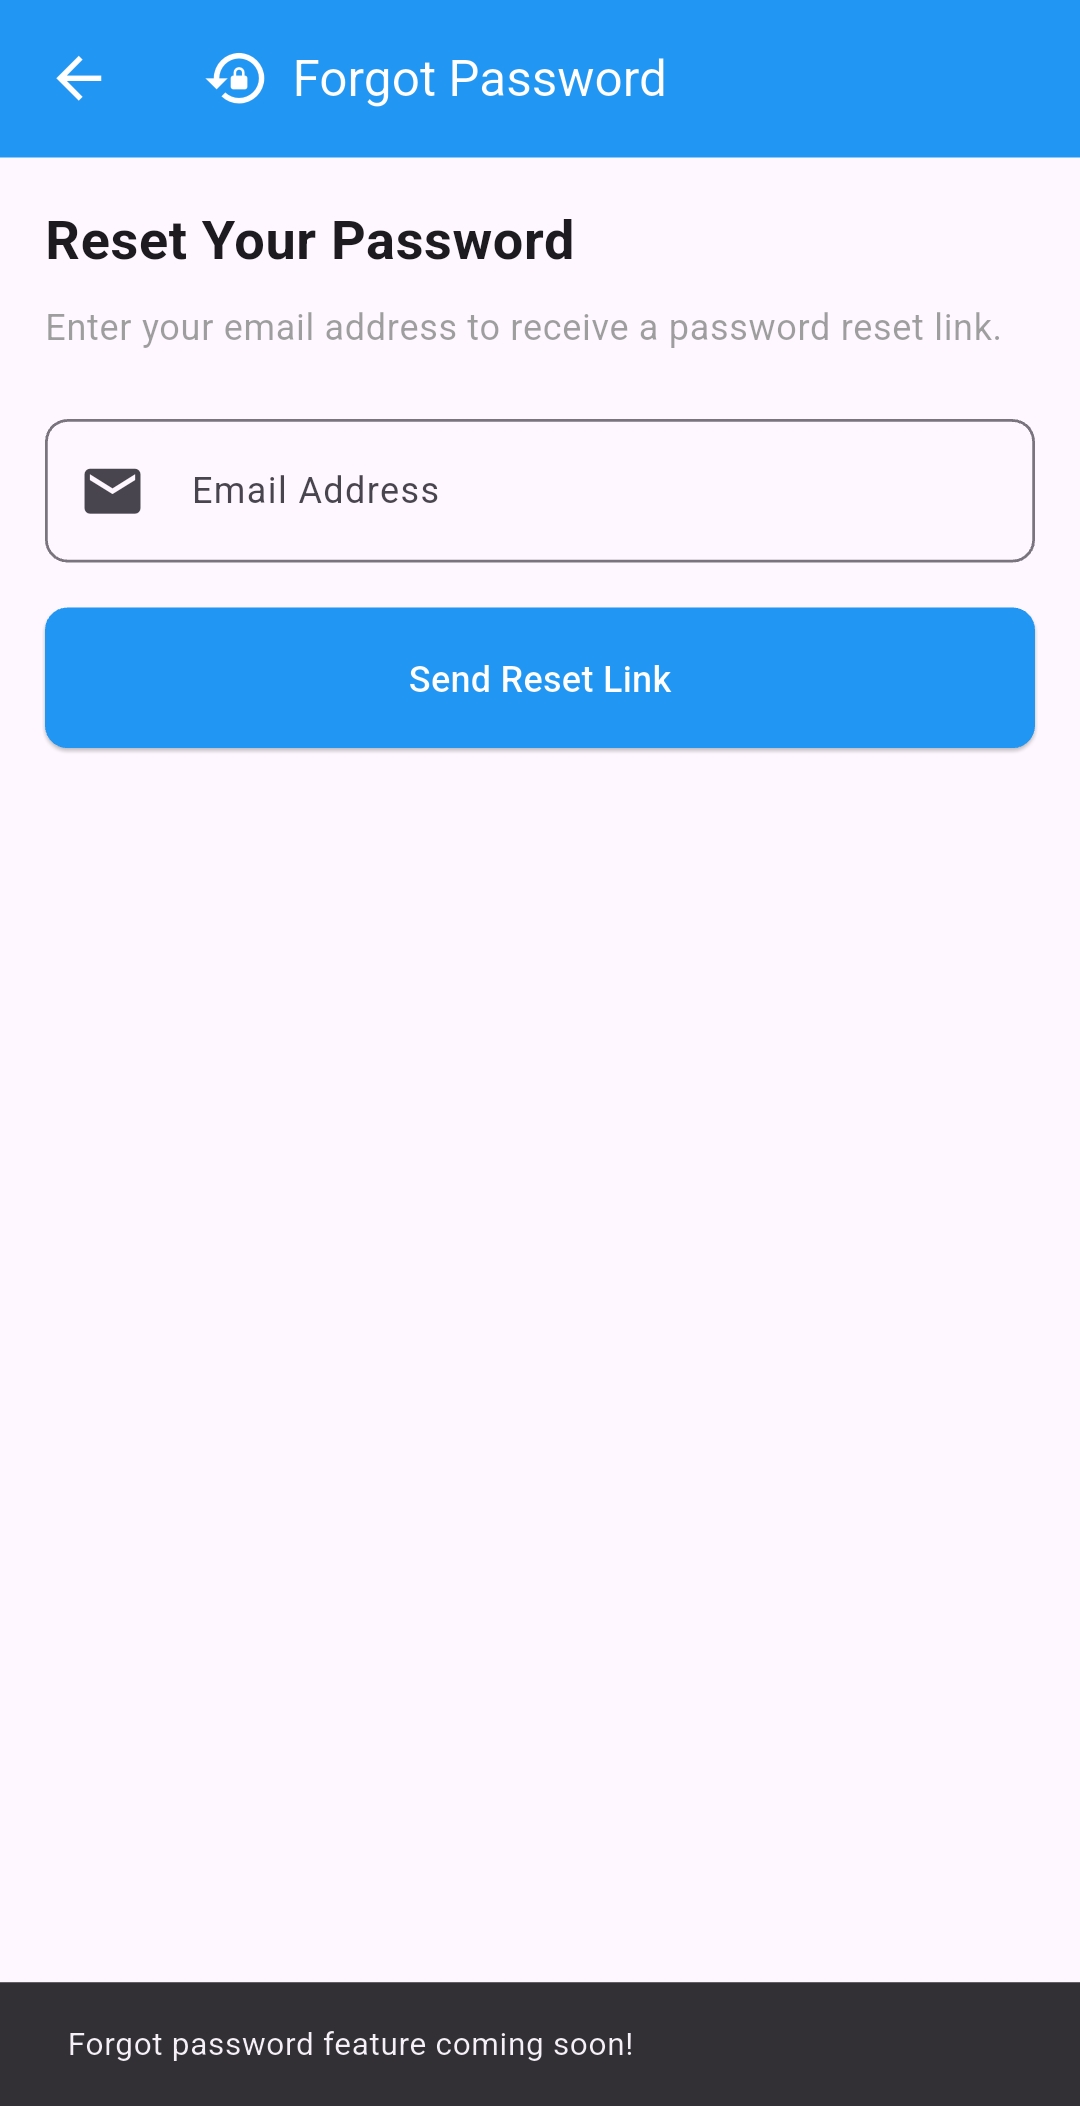 Forgot Password
Reset Your Password
Enter your email address to receive a password reset link.
Email Address
Send Reset Link
Forgot password feature coming soon!